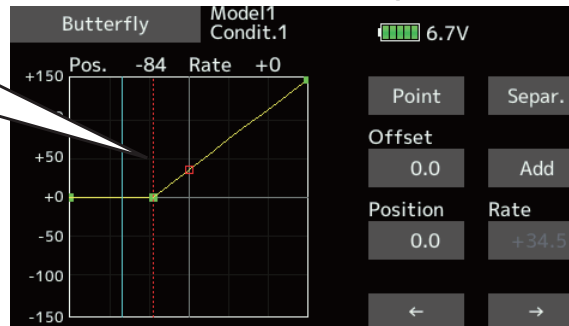 Butterfly
Model1
Condit.1
6.7V
Pos. -84 Rate +0
+150
+50
+0
-50
-100
-150
Point
Separ.
Offset
0.0
Add
Position
Rate
0.0
+34.5
← →